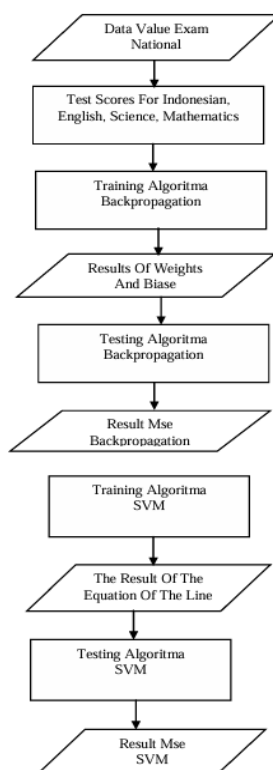 Data Value Exam
National
Test Scores For Indonesian,
English, Science, Mathematics
Training Algoritma
Backpropagation
Results Of Weights
And Biase
Testing Algoritma
Backpropagation
Result Mse
Backpropagation
Training Algoritma
SVM
The Result Of The
Equation Of The Line
Testing Algoritma
SVM
Result Mse
SVM